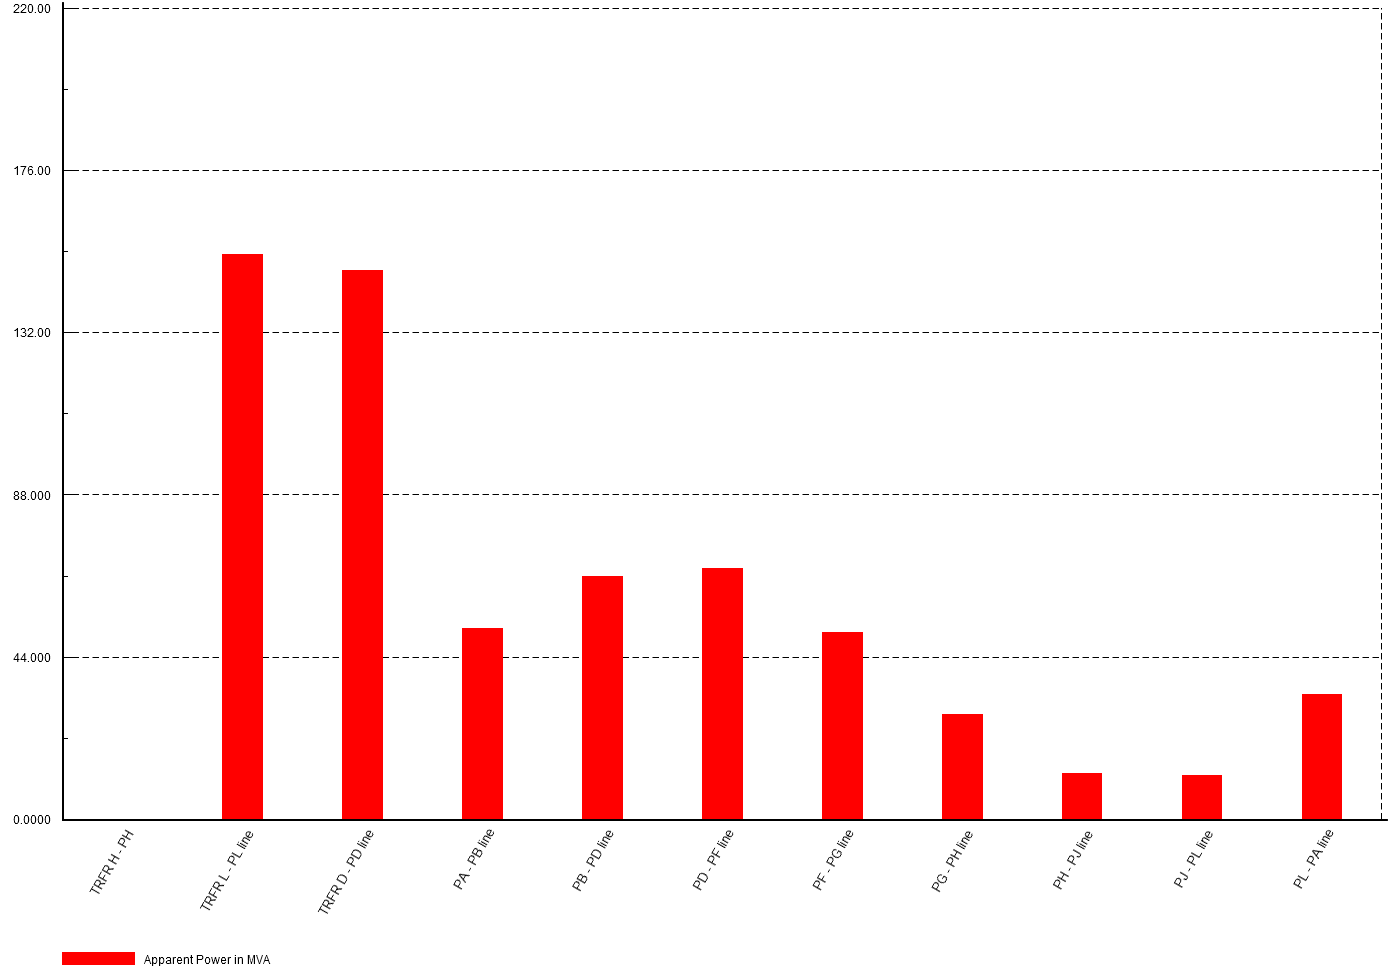 220.00
176.00
132.00
88.000
44.000
0.0000
TRFR H - PH
TRFR L - PL line
TRFR D - PD line
PA - PB line
PB - PD line
PD - PF line
PF - PG line
PG - PH line
PH - PJ line
PJ - PL line
PL - PA line
Apparent Power in MVA